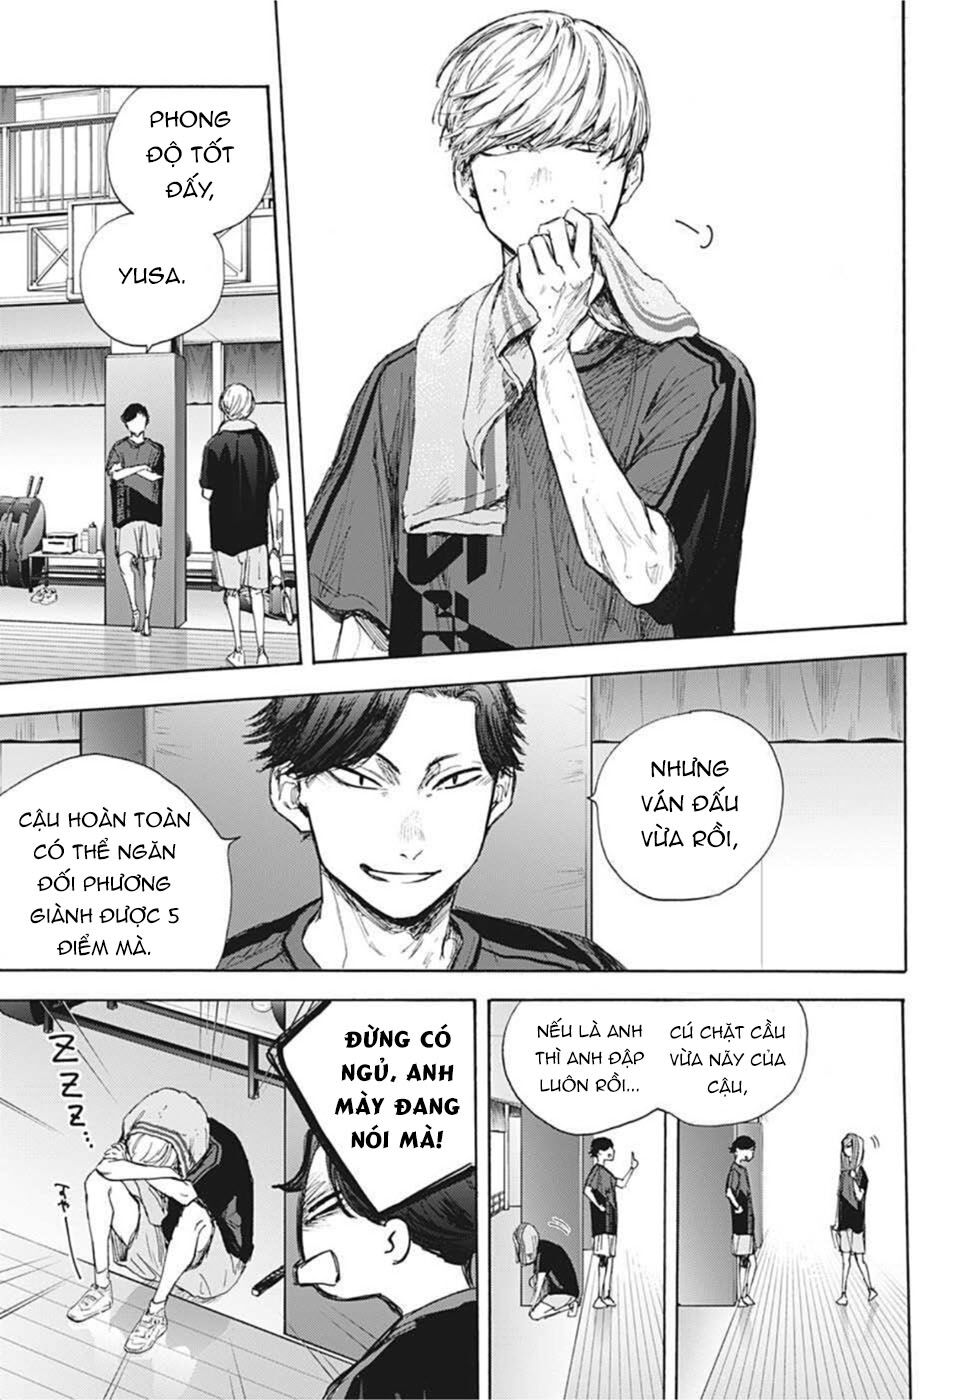 PHONG
ĐỘ TỐT
ĐẤY,
YUSA.
NHƯNG
VÁN ĐẤU
VỪA RỒI,
CẬU HOÀN TOÀN
CÓ THỂ NGĂN
ĐỐI PHƯƠNG
GIÀNH ĐƯỢC 5
ĐIỂM MÀ.
CÚ CHẶT CẦU
VỪA NÃY CỦA
CẬU,
NẾU LÀ ANH
THÌ ANH ĐẬP
LUÔN RỒI...
ĐỪNG CÓ
NGỦ, ANH
MÀY ĐANG
NÓI MÀ!
Z
Z
Z...